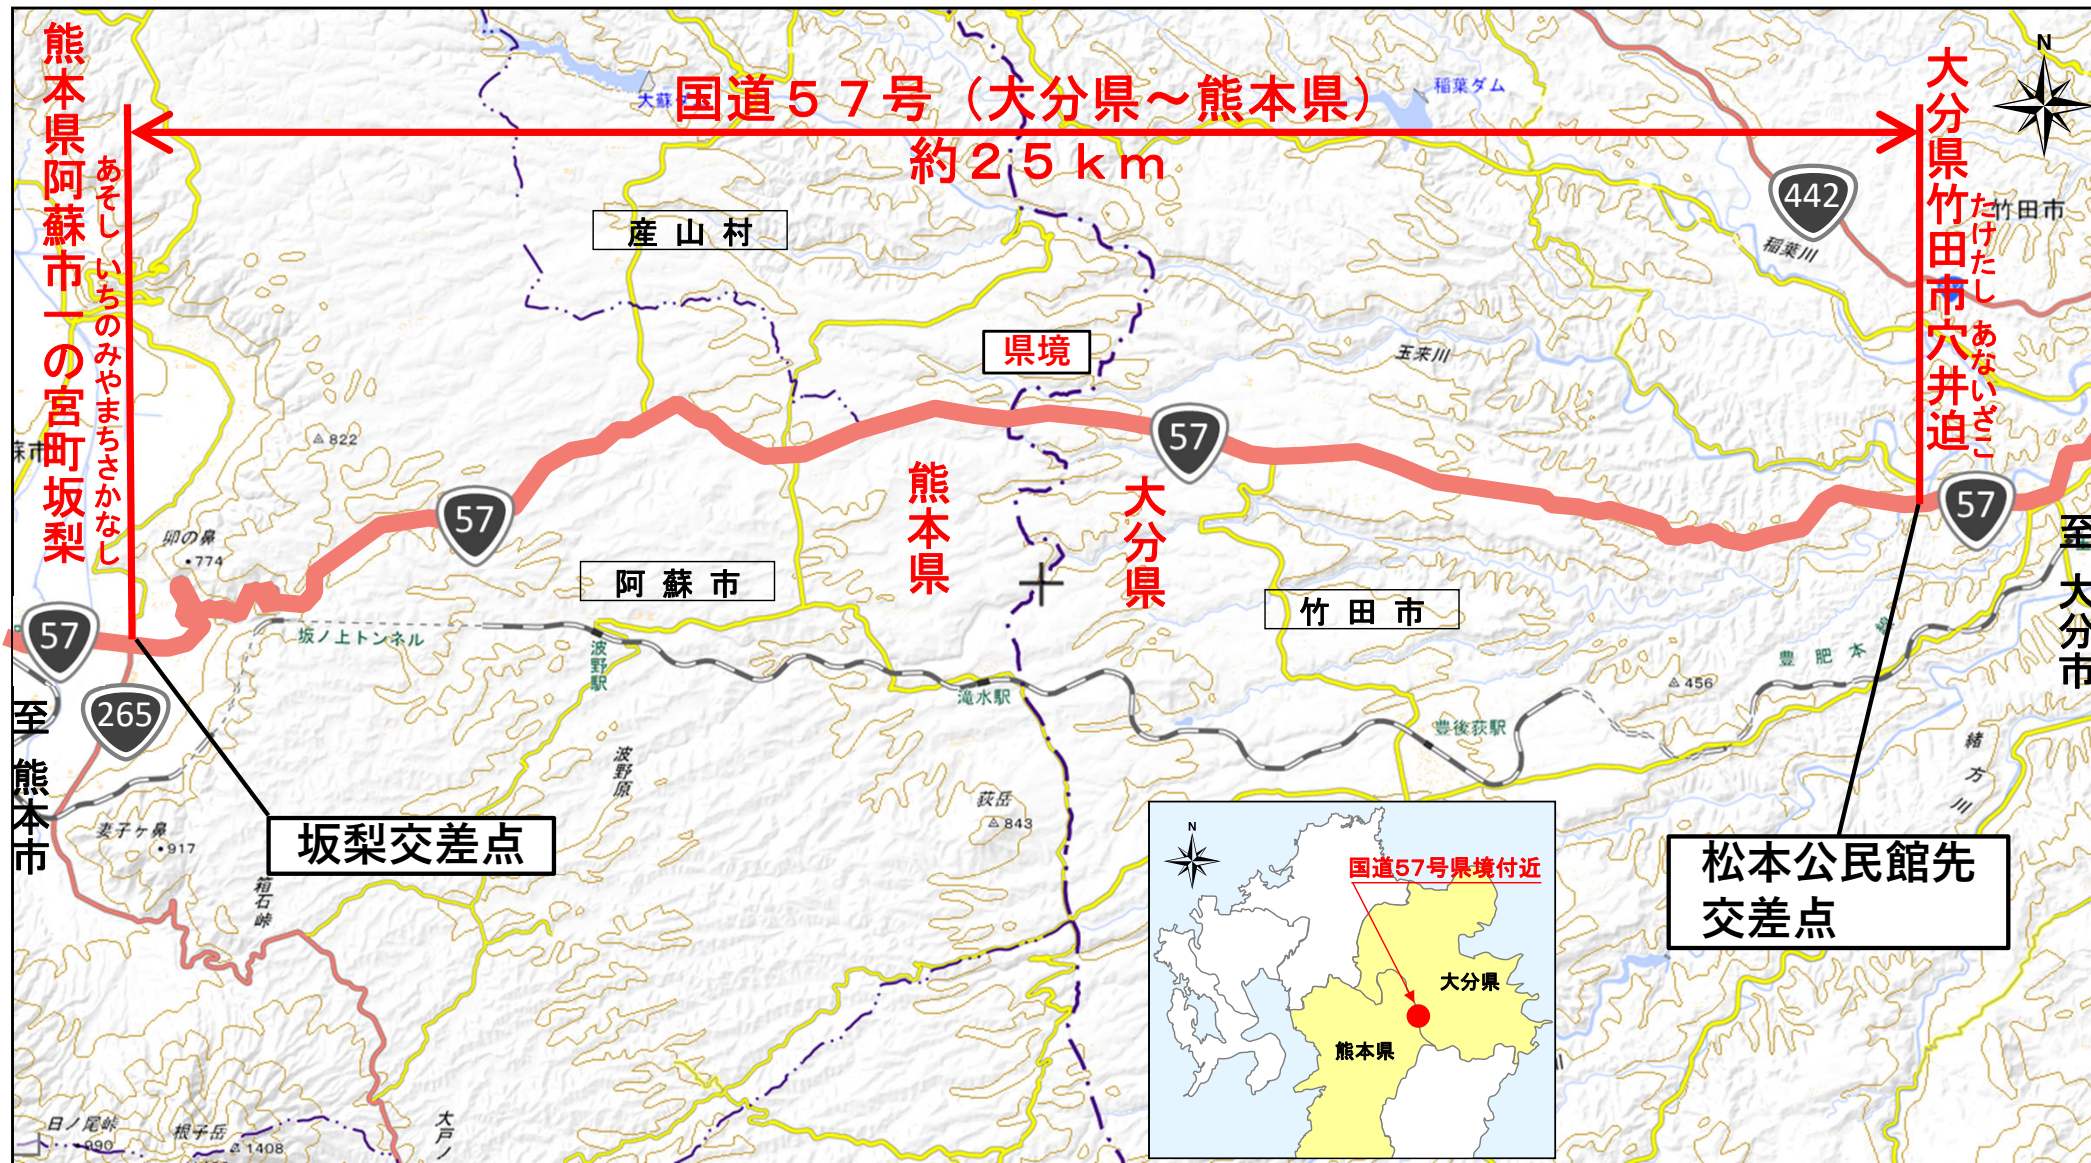 国道５７号（大分県～熊本県）
約２５ｋｍ
熊本県阿蘇市一の宮町坂梨
あそし いちのみやまちさかなし
大分県竹田市穴井迫
たけたし あないざこ
N
大蘇ダム
稲葉ダム
442
竹田市
稲葉川
産山村
県境
玉来川
822
蘇市
57
57
57
熊本県
大分県
卯の鼻
774
阿蘇市
竹田市
至 大分市
57
坂ノ上トンネル
波野駅
滝水駅
豊肥本線
456
265
至 熊本市
豊後荻駅
緒方川
波野原
荻岳
843
妻子ヶ鼻
917
箱石峠
坂梨交差点
松本公民館先
交差点
N
国道57号県境付近
大分県
熊本県
日ノ尾峠
990
根子岳
1408
大戸ノ